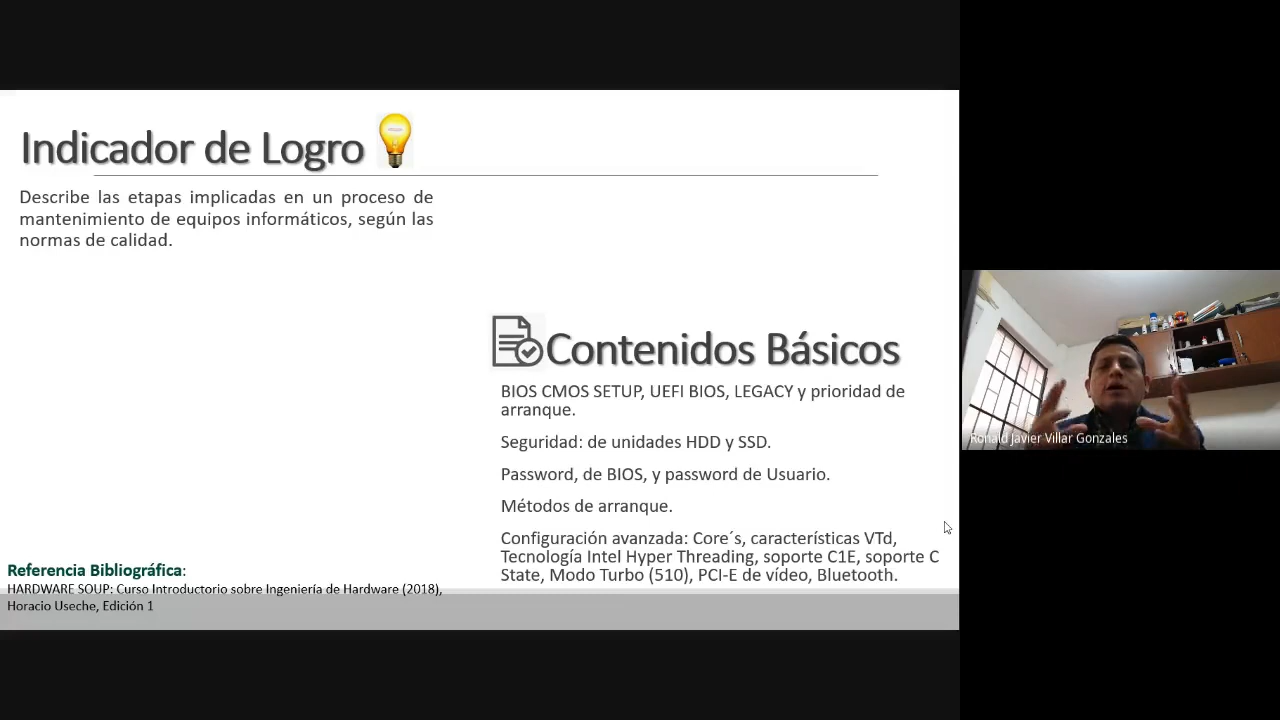 Indicador de Logro
Describe las etapas implicadas en un proceso de
mantenimiento de equipos informáticos, según las
normas de calidad.
Contenidos Básicos
BIOS CMOS SETUP, UEFI BIOS, LEGACY y prioridad de
arranque.
Seguridad: de unidades HDD y SSD.
Password, de BIOS, y password de Usuario.
Métodos de arranque.
Configuración avanzada: Core´s, características VTd,
Tecnología Intel Hyper Threading, soporte C1E, soporte C
State, Modo Turbo (510), PCI-E de vídeo, Bluetooth.
Referencia Bibliográfica:
HARDWARE SOUP: Curso Introductorio sobre Ingeniería de Hardware (2018),
Horacio Useche, Edición 1
Ronald Javier Villar Gonzales